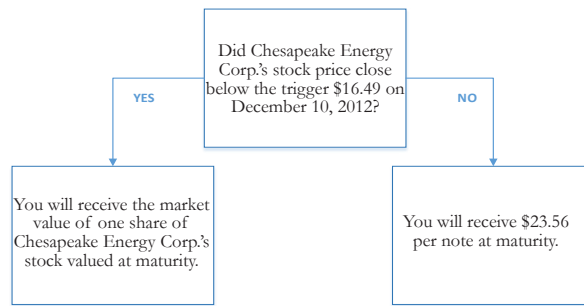 Did Chesapeake Energy
Corp.'s stock price close
below the trigger $16.49 on
December 10, 2012?
YES
NO
You will receive the market
value of one share of
Chesapeake Energy Corp.'s
stock valued at maturity.
You will receive $23.56
per note at maturity.